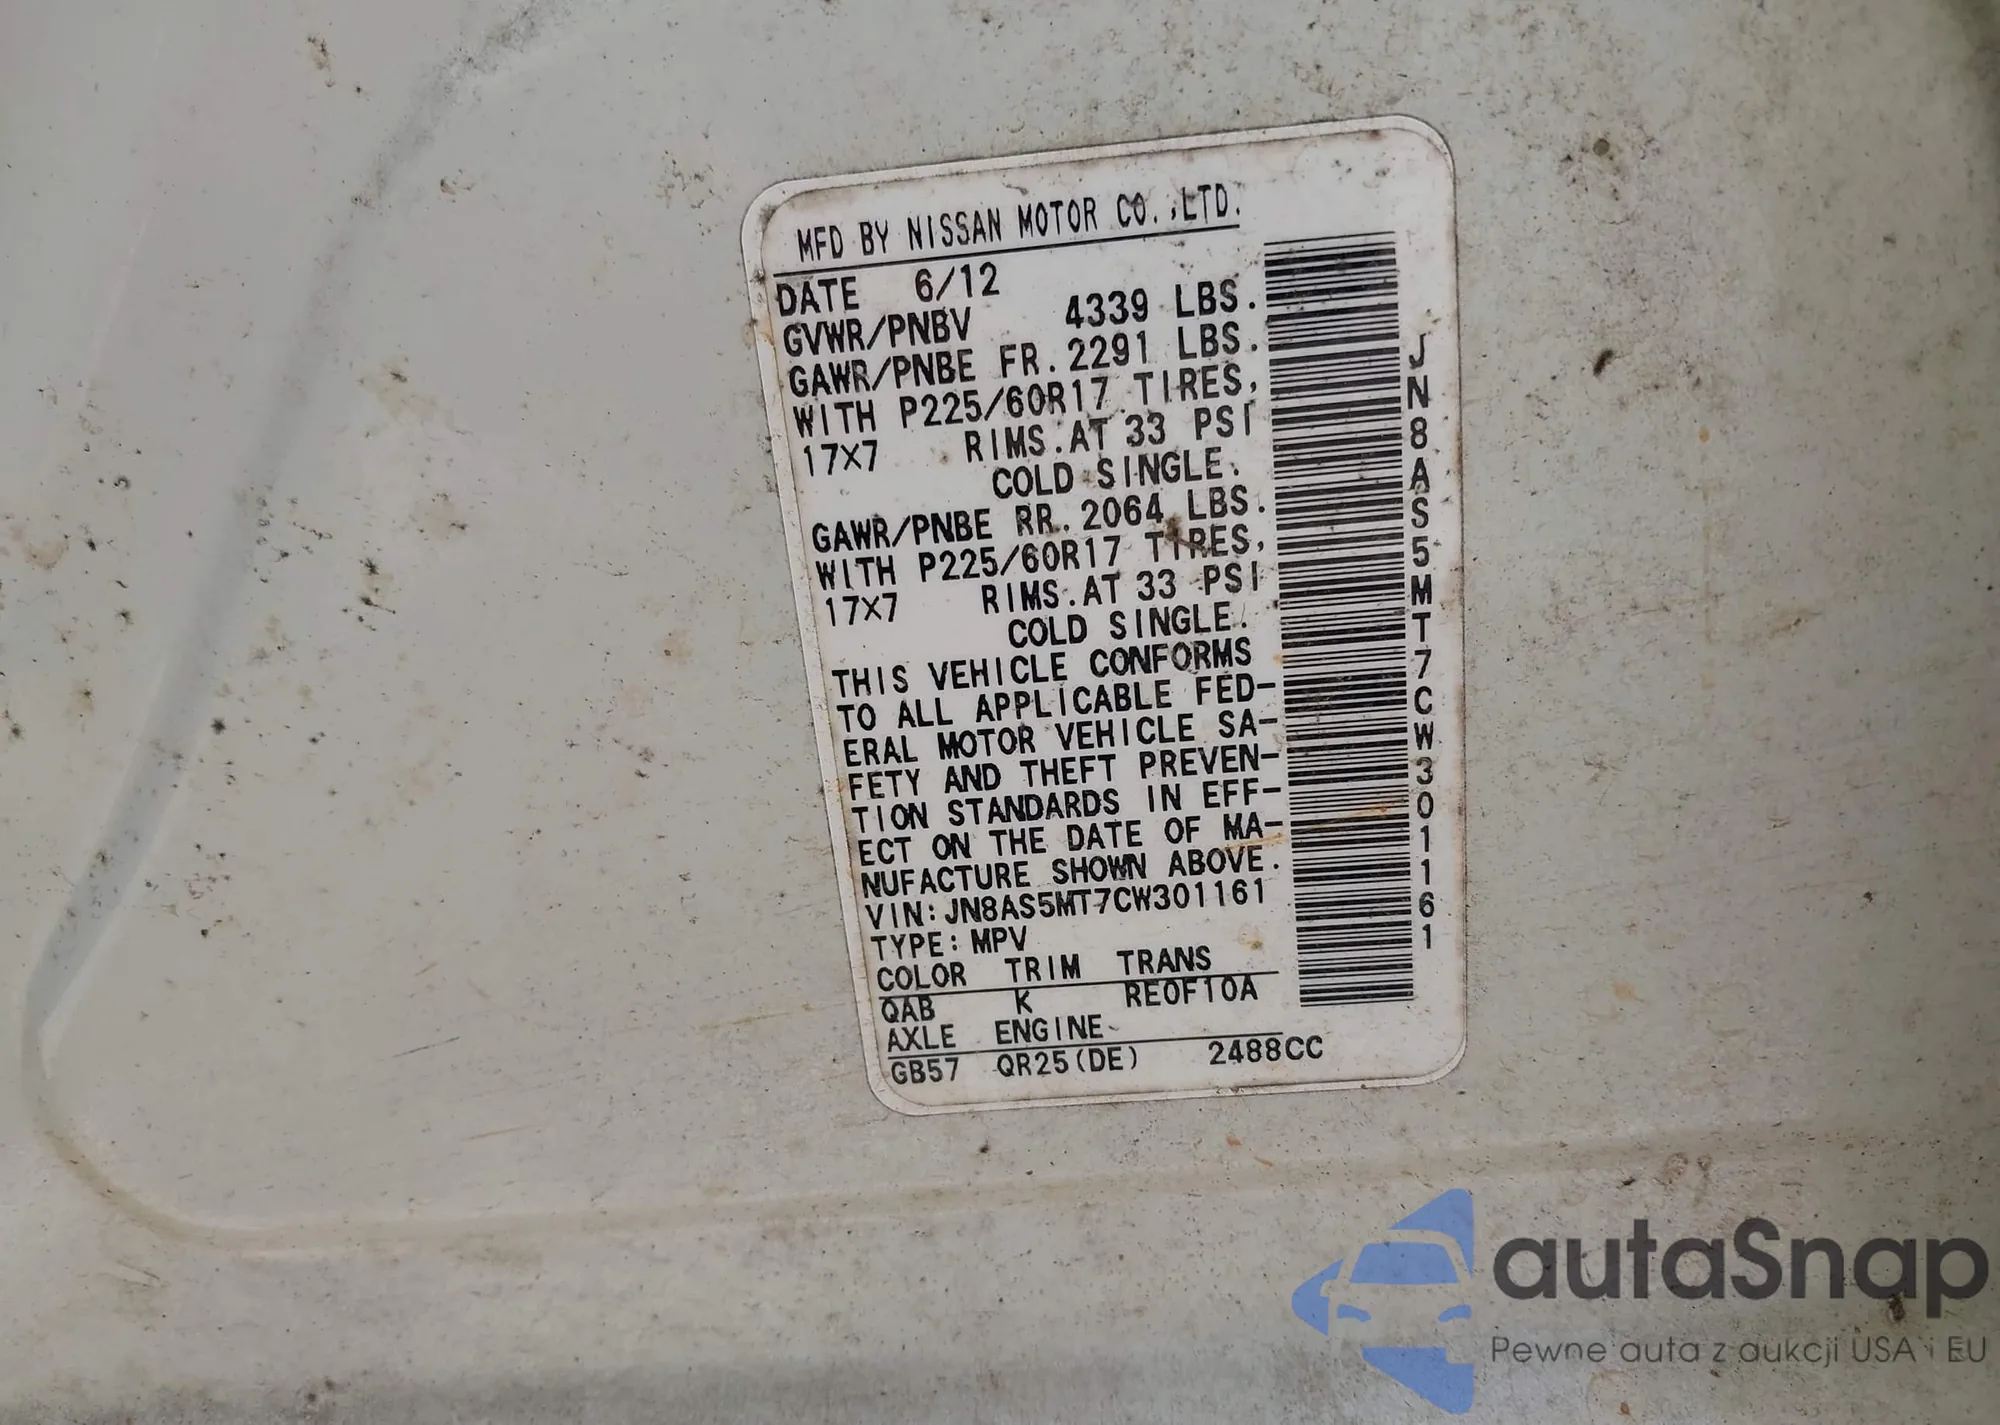 MFD BY NISSAN MOTOR CO.,LTD.
DATE 6/12
GVWR/PNBV 4339 LBS.
GAWR/PNBE FR. 2291 LBS.
WITH P225/60R17 TIRES,
17X7 RIMS.AT 33 PSI
COLD SINGLE.
GAWR/PNBE RR. 2064 LBS.
WITH P225/60R17 TIRES,
17X7 RIMS.AT 33 PSI
COLD SINGLE.
THIS VEHICLE CONFORMS
TO ALL APPLICABLE FED-
ERAL MOTOR VEHICLE SA-
FETY AND THEFT PREVEN-
TION STANDARDS IN EFF-
ECT ON THE DATE OF MA-
NUFACTURE SHOWN ABOVE.
VIN:JN8AS5MT7CW301161
TYPE:MPV
COLOR TRIM TRANS
QAB K RE0F10A
AXLE ENGINE
GB57 QR25(DE) 2488CC
JN8AS5MT7CW301161
autaSnap
Pewne auta z aukcji USA i EU